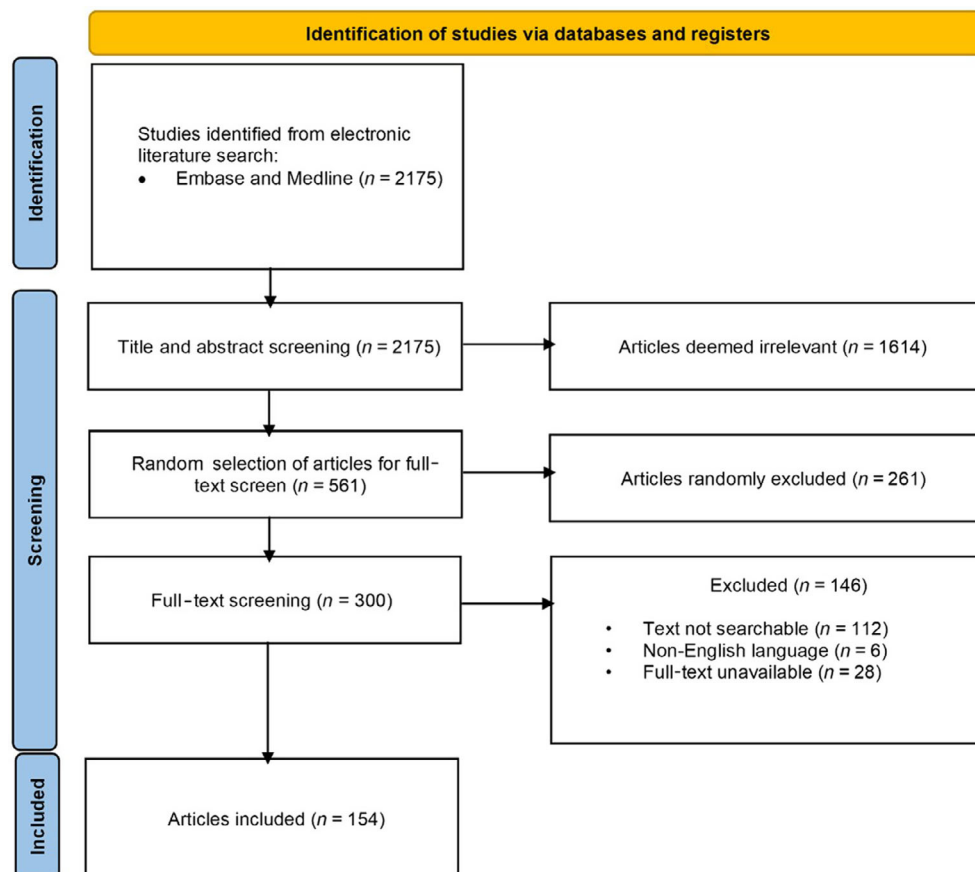 Identification of studies via databases and registers
Identification
Studies identified from electronic
literature search:
• Embase and Medline (n = 2175)
Screening
Title and abstract screening (n = 2175)
Articles deemed irrelevant (n = 1614)
Random selection of articles for full-
text screen (n = 561)
Articles randomly excluded (n = 261)
Full-text screening (n = 300)
Excluded (n = 146)
• Text not searchable (n = 112)
• Non-English language (n = 6)
• Full-text unavailable (n = 28)
Included
Articles included (n = 154)